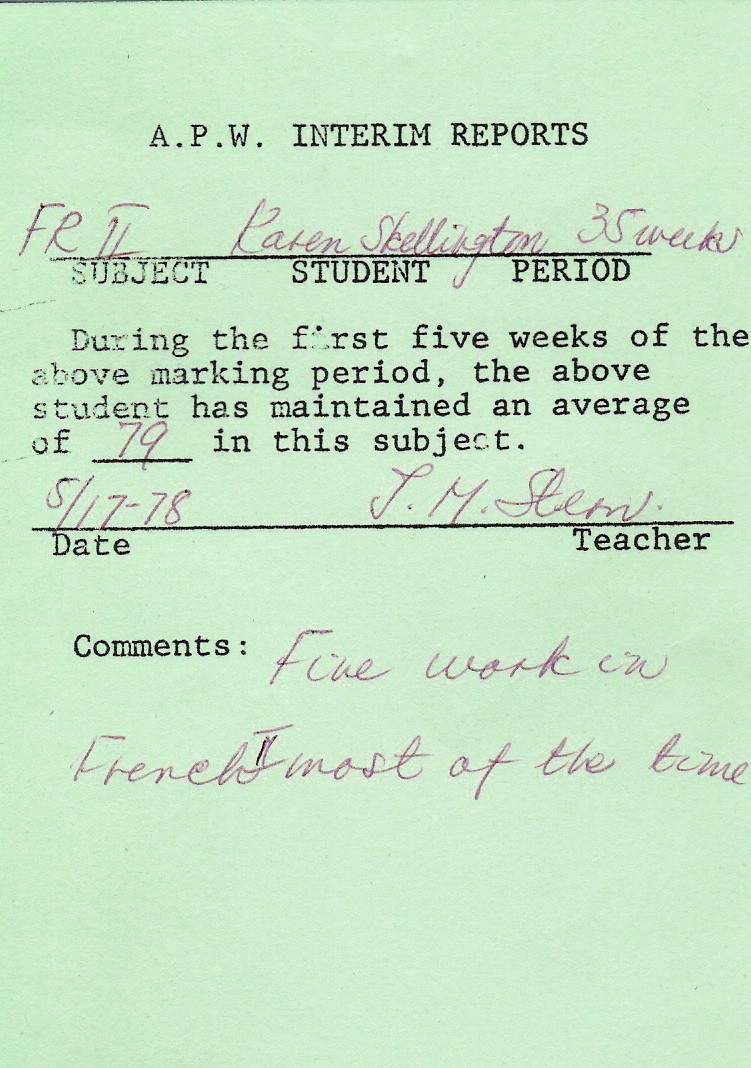 A.P.W. INTERIM REPORTS
FR II Karen Skellington 35 weeks
SUBJECT STUDENT PERIOD
During the first five weeks of the
above marking period, the above
student has maintained an average
of 79 in this subject.
5/17-78 J. M. Stern.
Date Teacher
Comments: Fine work in
French II most of the time